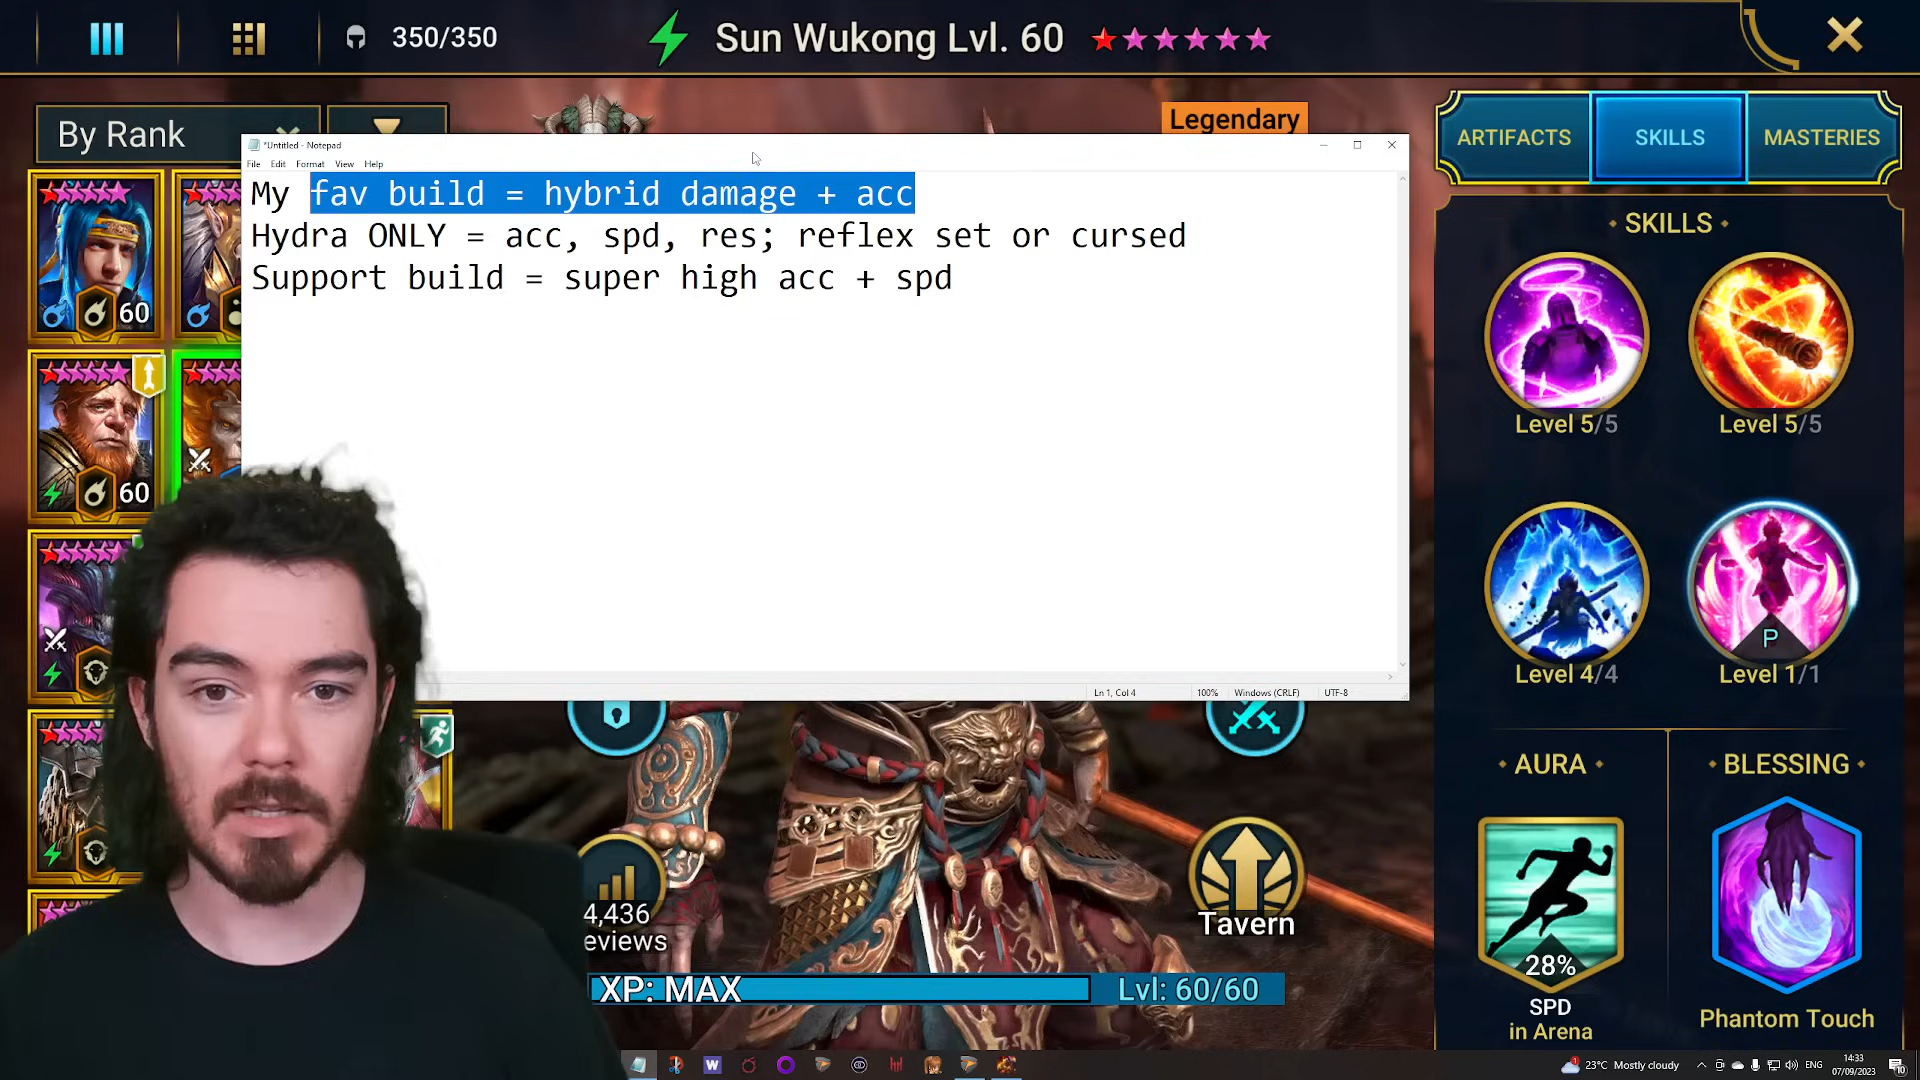 350/350
Sun Wukong Lvl. 60
By Rank
Legendary
ARTIFACTS
SKILLS
MASTERIES
*Untitled - Notepad
File Edit Format View Help
My fav build = hybrid damage + acc
Hydra ONLY = acc, spd, res; reflex set or cursed
Support build = super high acc + spd
Ln 1, Col 4
100%
Windows (CRLF)
UTF-8
60
60
SKILLS
Level 5/5
Level 5/5
P
Level 4/4
Level 1/1
AURA
BLESSING
28%
SPD
in Arena
Phantom Touch
4,436
eviews
Tavern
XP: MAX
Lvl: 60/60
W
23°C Mostly cloudy
ENG
14:33
07/09/2023
10